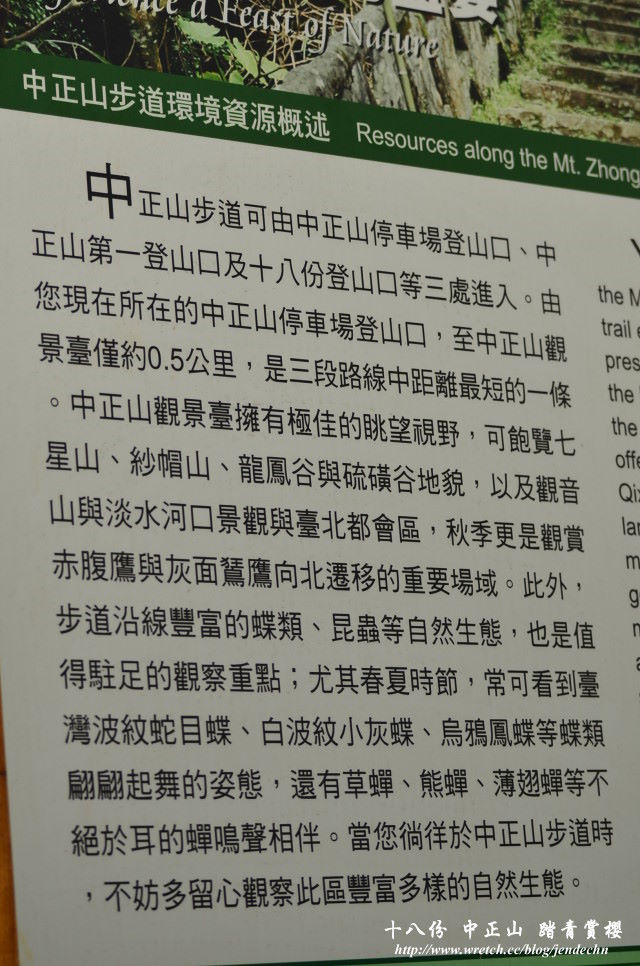 a Feast of Nature
中正山步道環境資源概述 Resources along the Mt. Zhong
中正山步道可由中正山停車場登山口、中
正山第一登山口及十八份登山口等三處進入。由
您現在所在的中正山停車場登山口，至中正山觀
景臺僅約0.5公里，是三段路線中距離最短的一條
。中正山觀景臺擁有極佳的眺望視野，可飽覽七
星山、紗帽山、龍鳳谷與硫磺谷地貌，以及觀音
山與淡水河口景觀與臺北都會區，秋季更是觀賞
赤腹鷹與灰面鵟鷹向北遷移的重要場域。此外，
步道沿線豐富的蝶類、昆蟲等自然生態，也是值
得駐足的觀察重點；尤其春夏時節，常可看到臺
灣波紋蛇目蝶、白波紋小灰蝶、烏鴉鳳蝶等蝶類
翩翩起舞的姿態，還有草蟬、熊蟬、薄翅蟬等不
絕於耳的蟬鳴聲相伴。當您徜徉於中正山步道時
，不妨多留心觀察此區豐富多樣的自然生態。
the M
trail
pres
the
the
offe
Qix
lar
十八份 中正山 踏青賞櫻
http://www.wretch.cc/blog/jendechn